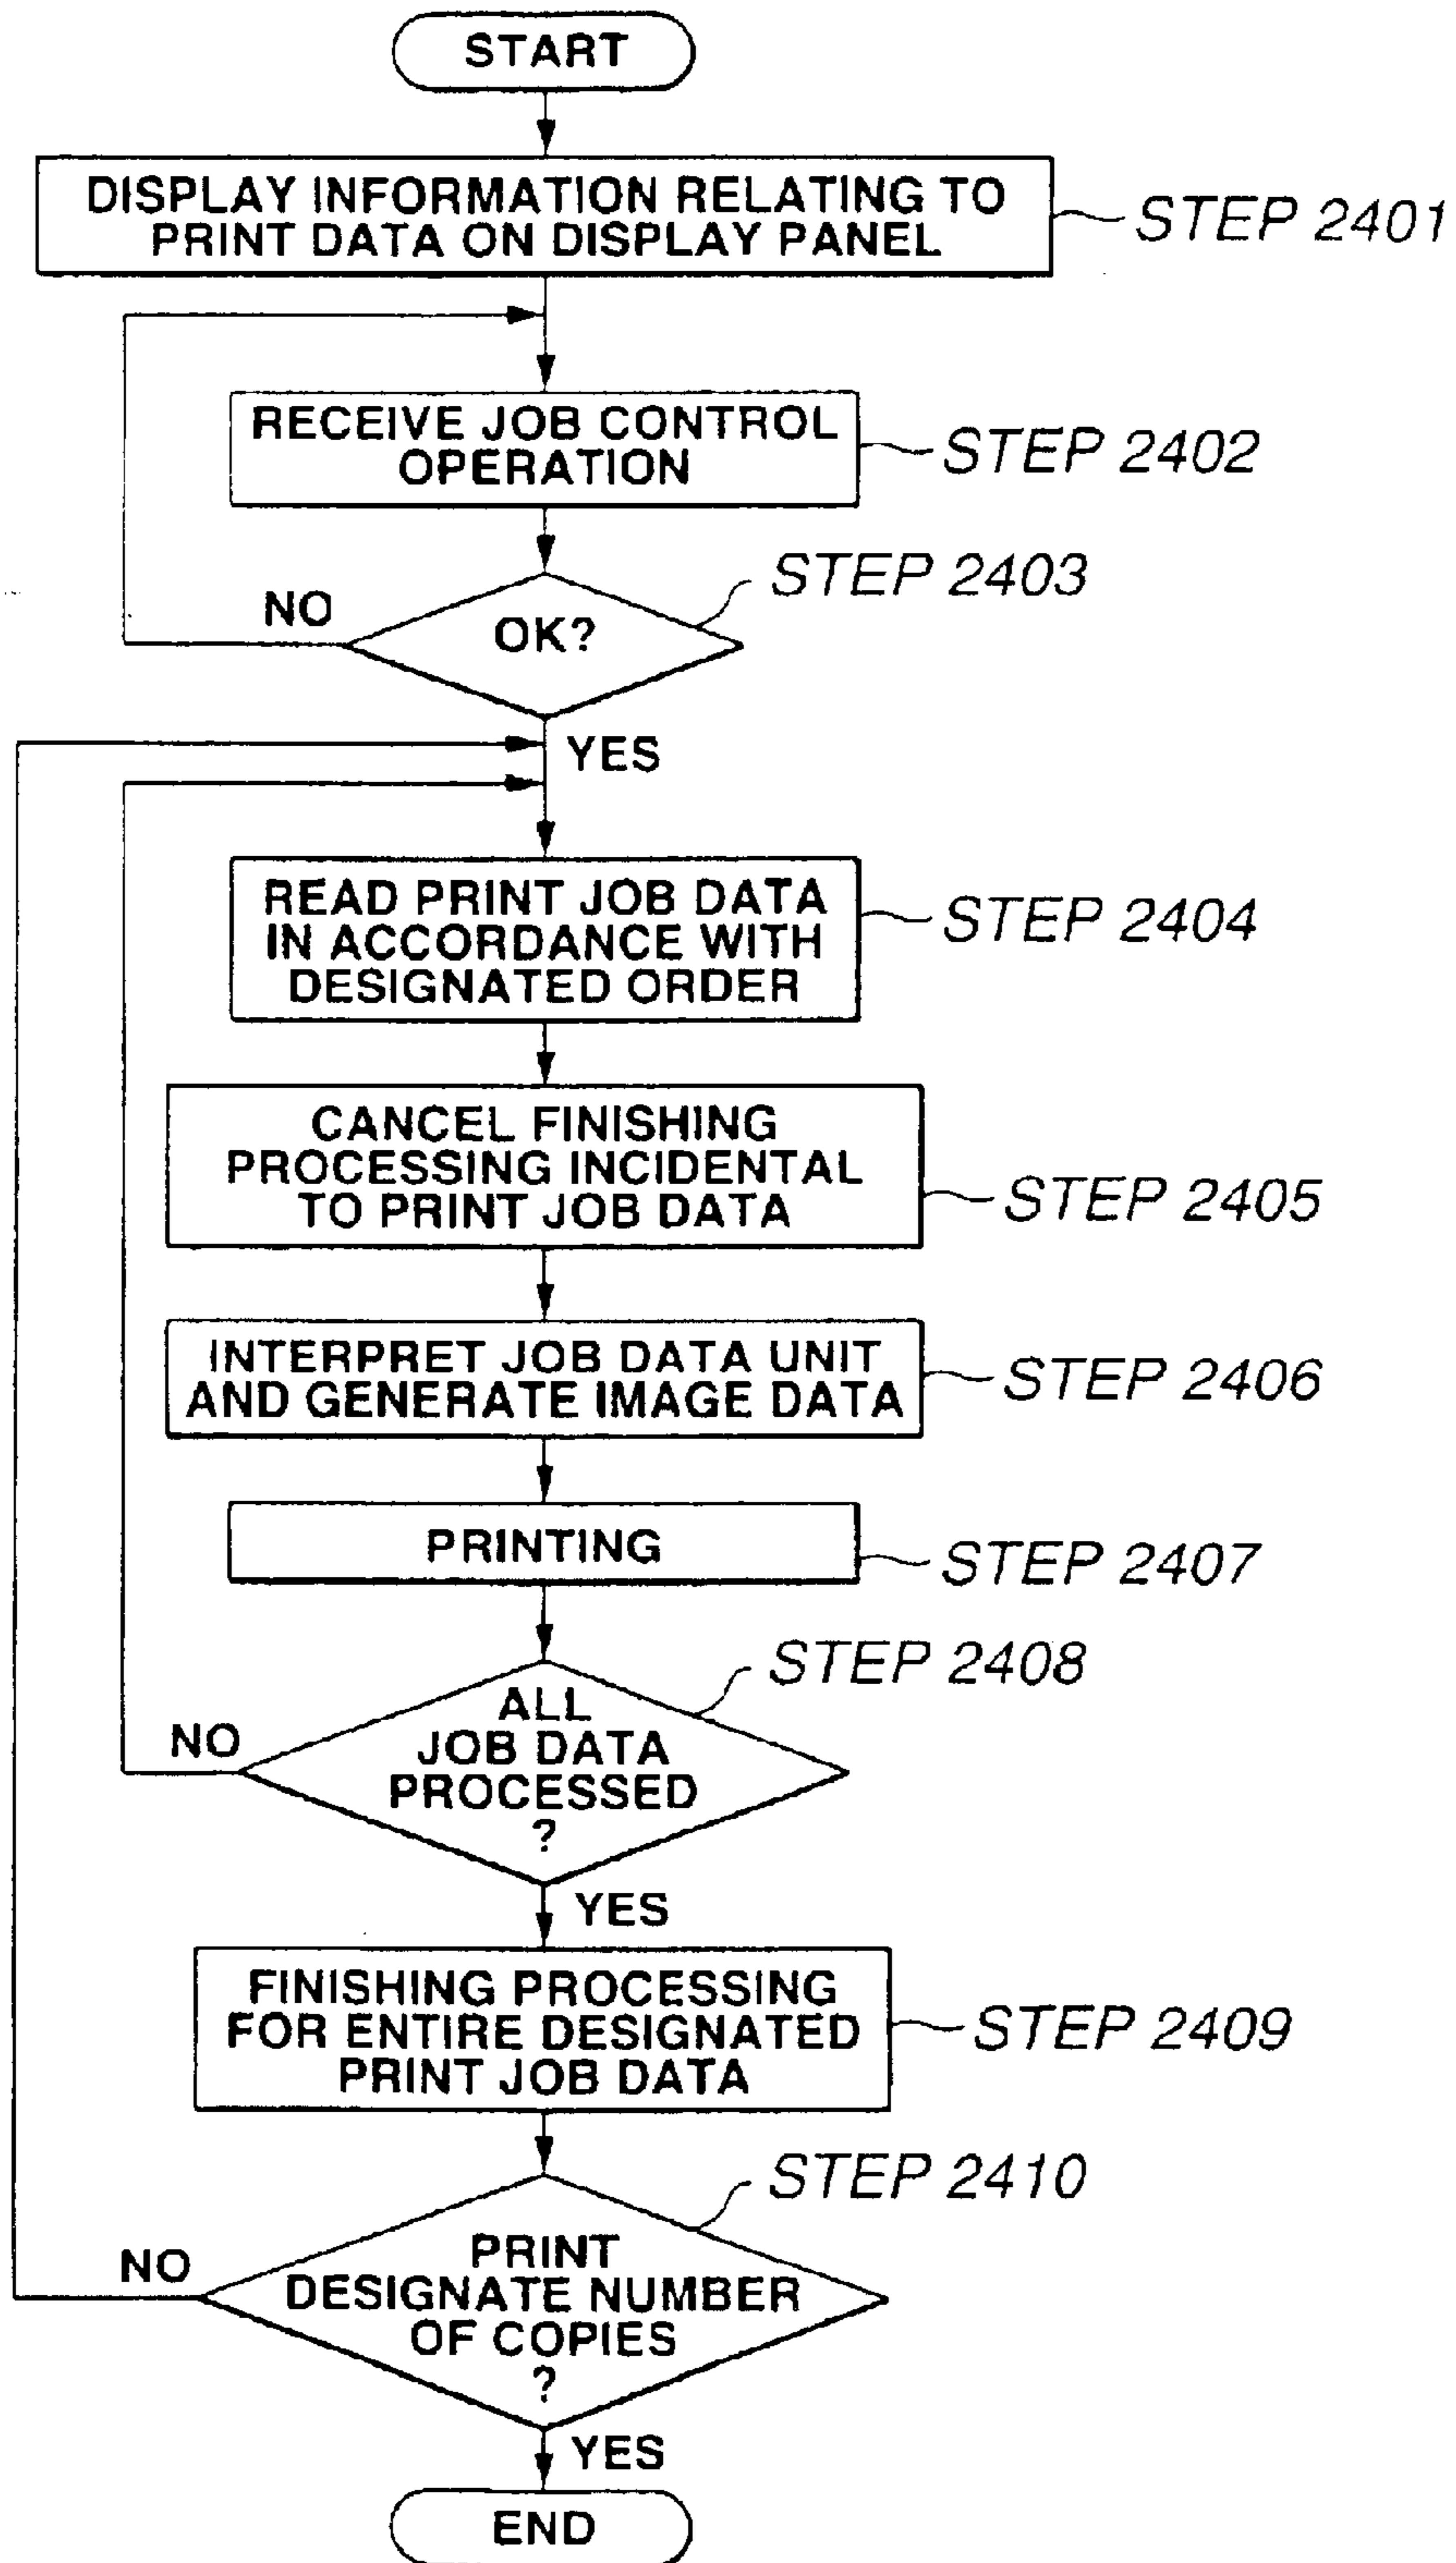 START
DISPLAY INFORMATION RELATING TO
PRINT DATA ON DISPLAY PANEL
STEP 2401
RECEIVE JOB CONTROL
OPERATION
STEP 2402
STEP 2403
NO
OK?
YES
READ PRINT JOB DATA
IN ACCORDANCE WITH
DESIGNATED ORDER
STEP 2404
CANCEL FINISHING
PROCESSING INCIDENTAL
TO PRINT JOB DATA
STEP 2405
INTERPRET JOB DATA UNIT
AND GENERATE IMAGE DATA
STEP 2406
PRINTING
STEP 2407
STEP 2408
ALL
JOB DATA
PROCESSED
?
NO
YES
FINISHING PROCESSING
FOR ENTIRE DESIGNATED
PRINT JOB DATA
STEP 2409
STEP 2410
PRINT
DESIGNATE NUMBER
OF COPIES
?
NO
YES
END